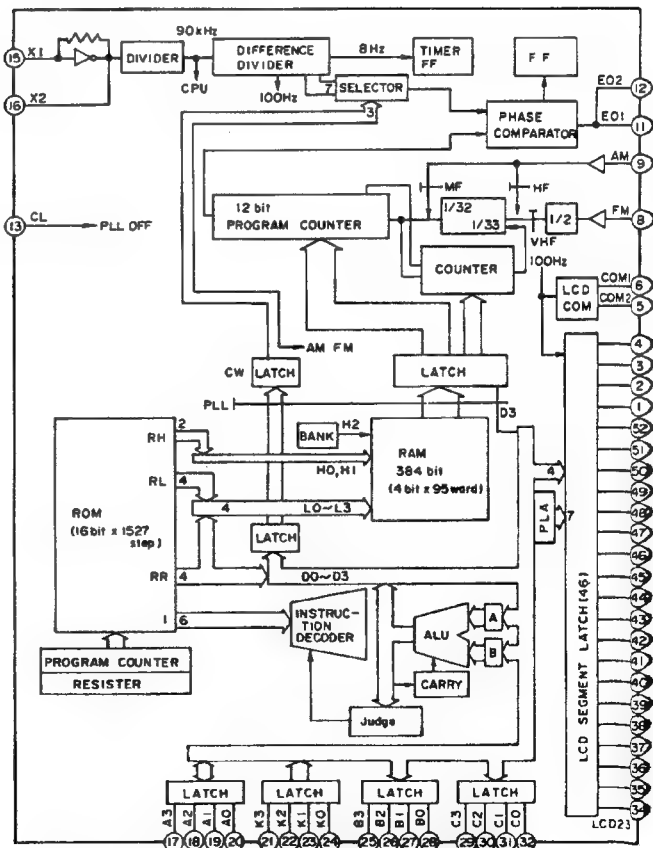 15 X1
16 X2
13 CL
PLL OFF
DIVIDER
90kHz
CPU
DIFFERENCE
DIVIDER
100Hz
8Hz
TIMER
FF
7
SELECTOR
3
F F
PHASE
COMPARATOR
EO2 12
EO1 11
AM 9
FM 8
MF
HF
VHF
1/2
1/32
1/33
12 bit
PROGRAM COUNTER
COUNTER
100Hz
LCD
COM
COM1 6
COM2 5
AM FM
CW
LATCH
LATCH
PLL
D3
BANK
H2
RAM
384 bit
(4bit x 95ward)
H0,H1
L0~L3
4
ROM
(16bit x 1527
step)
RH
2
RL
4
RR
4
I
6
LATCH
D0~D3
INSTRUC-
TION
DECODER
ALU
A
B
CARRY
Judge
PROGRAM COUNTER
RESISTER
4
PLA
7
LCD SEGMENT LATCH(46)
4
3
2
1
52
51
50
49
48
47
46
45
44
43
42
41
40
39
38
37
36
35
34
LCD23
LATCH
LATCH
LATCH
LATCH
A3 A2 A1 A0 K3 K2 K1 K0 B3 B2 B1 B0 C3 C2 C1 C0
17 18 19 20 21 22 23 24 25 26 27 28 29 30 31 32